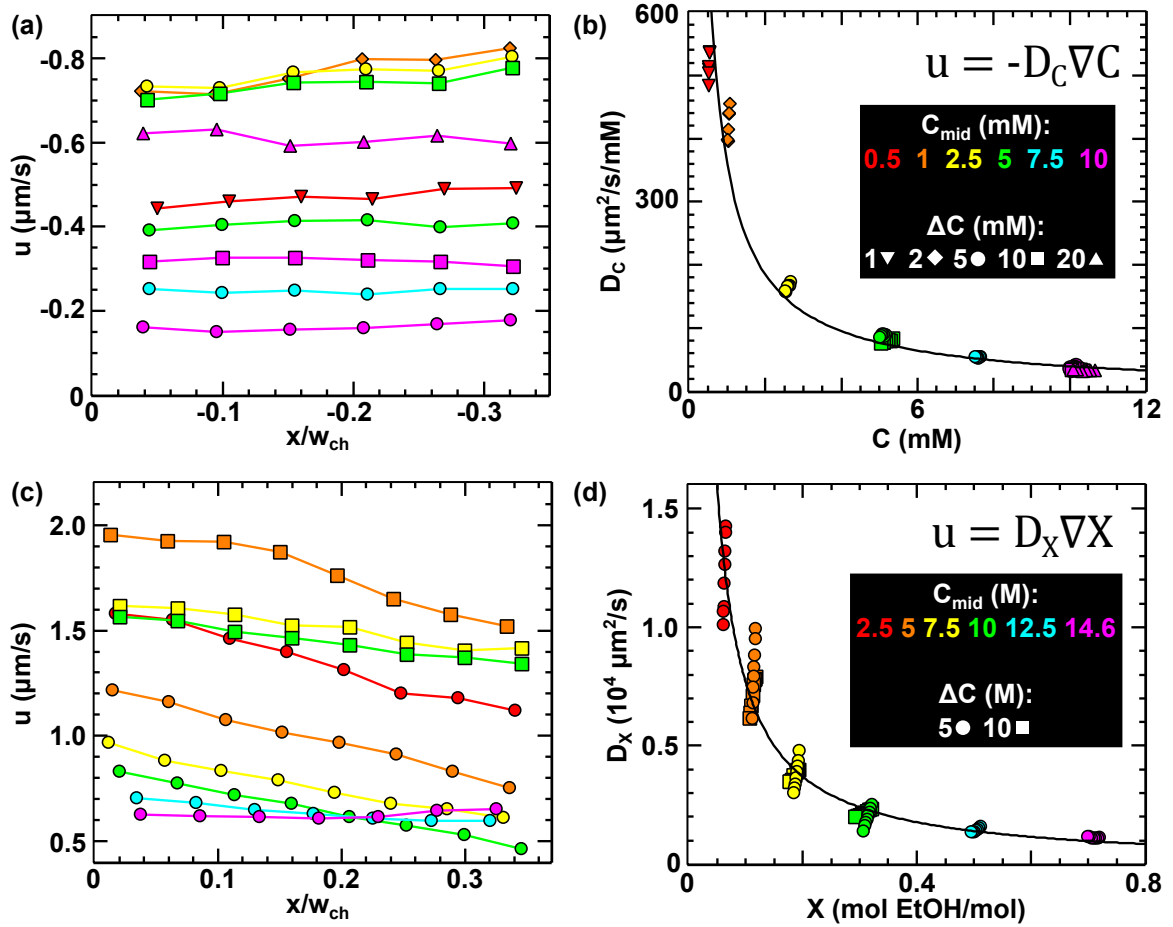 (a)
-0.8
-0.6
-0.4
-0.2
0
u (μm/s)
0 -0.1 -0.2 -0.3
x/w_ch
(b)
600
300
0
D_C (μm²/s/mM)
u = -D_C∇C
C_mid (mM):
0.5 1 2.5 5 7.5 10
ΔC (mM):
1▼ 2◆ 5● 10■ 20▲
0 6 12
C (mM)
(c)
2.0
1.5
1.0
0.5
u (μm/s)
0 0.1 0.2 0.3
x/w_ch
(d)
1.5
1.0
0.5
0
D_X (10⁴ μm²/s)
u = D_X∇X
C_mid (M):
2.5 5 7.5 10 12.5 14.6
ΔC (M):
5● 10■
0 0.4 0.8
X (mol EtOH/mol)